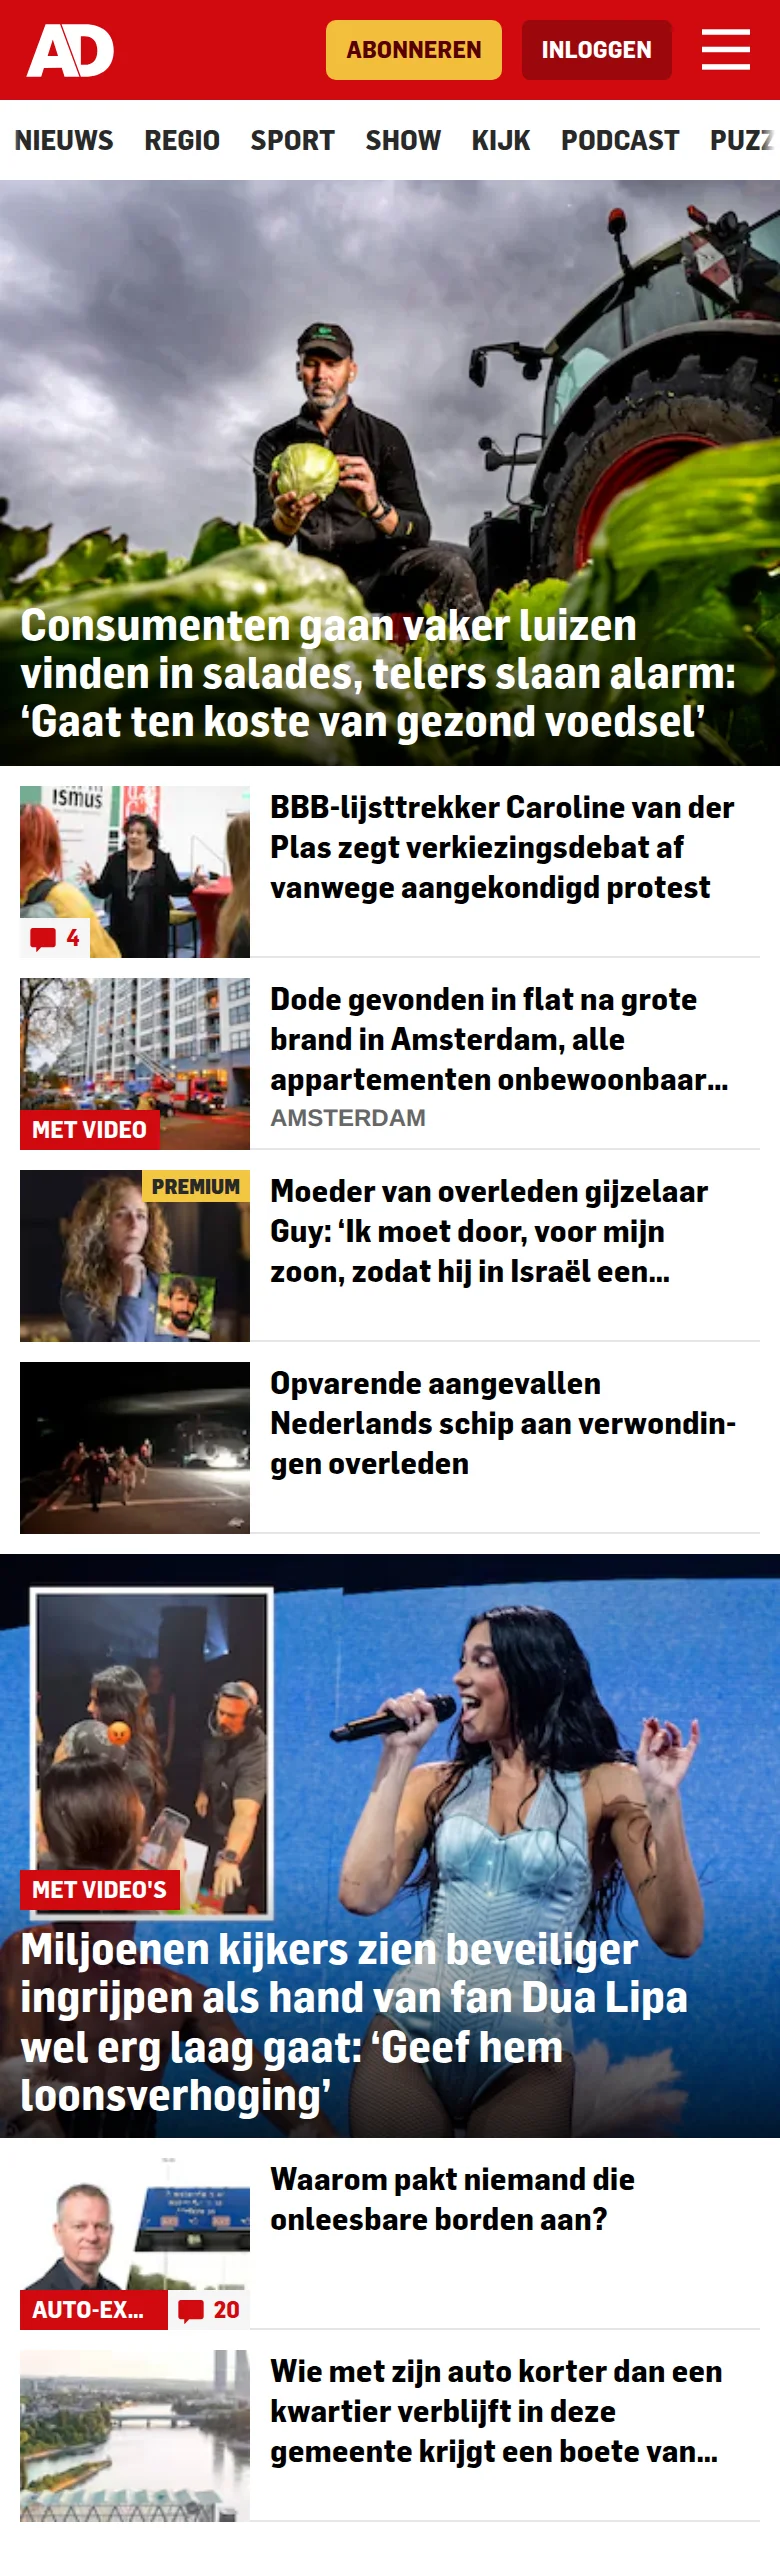 AD
ABONNEREN
INLOGGEN
NIEUWS REGIO SPORT SHOW KIJK PODCAST PUZZ
Consumenten gaan vaker luizen
vinden in salades, telers slaan alarm:
‘Gaat ten koste van gezond voedsel’
ismus
4
BBB-lijsttrekker Caroline van der
Plas zegt verkiezingsdebat af
vanwege aangekondigd protest
MET VIDEO
Dode gevonden in flat na grote
brand in Amsterdam, alle
appartementen onbewoonbaar...
AMSTERDAM
PREMIUM
Moeder van overleden gijzelaar
Guy: ‘Ik moet door, voor mijn
zoon, zodat hij in Israël een...
Opvarende aangevallen
Nederlands schip aan verwondin-
gen overleden
MET VIDEO'S
Miljoenen kijkers zien beveiliger
ingrijpen als hand van fan Dua Lipa
wel erg laag gaat: ‘Geef hem
loonsverhoging’
AUTO-EX...
20
Waarom pakt niemand die
onleesbare borden aan?
Wie met zijn auto korter dan een
kwartier verblijft in deze
gemeente krijgt een boete van...